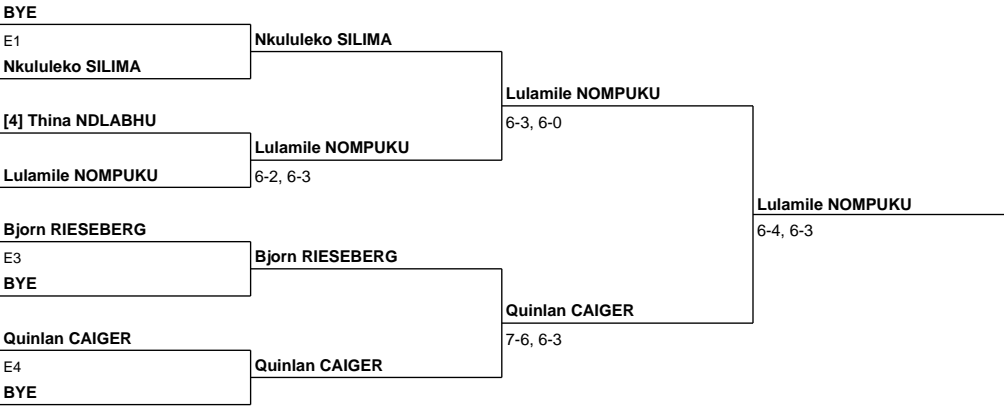 BYE
E1
Nkululeko SILIMA
Nkululeko SILIMA
Lulamile NOMPUKU
6-3, 6-0
[4] Thina NDLABHU
Lulamile NOMPUKU
6-2, 6-3
Lulamile NOMPUKU
Lulamile NOMPUKU
6-4, 6-3
Bjorn RIESEBERG
E3
BYE
Bjorn RIESEBERG
Quinlan CAIGER
7-6, 6-3
Quinlan CAIGER
E4
BYE
Quinlan CAIGER